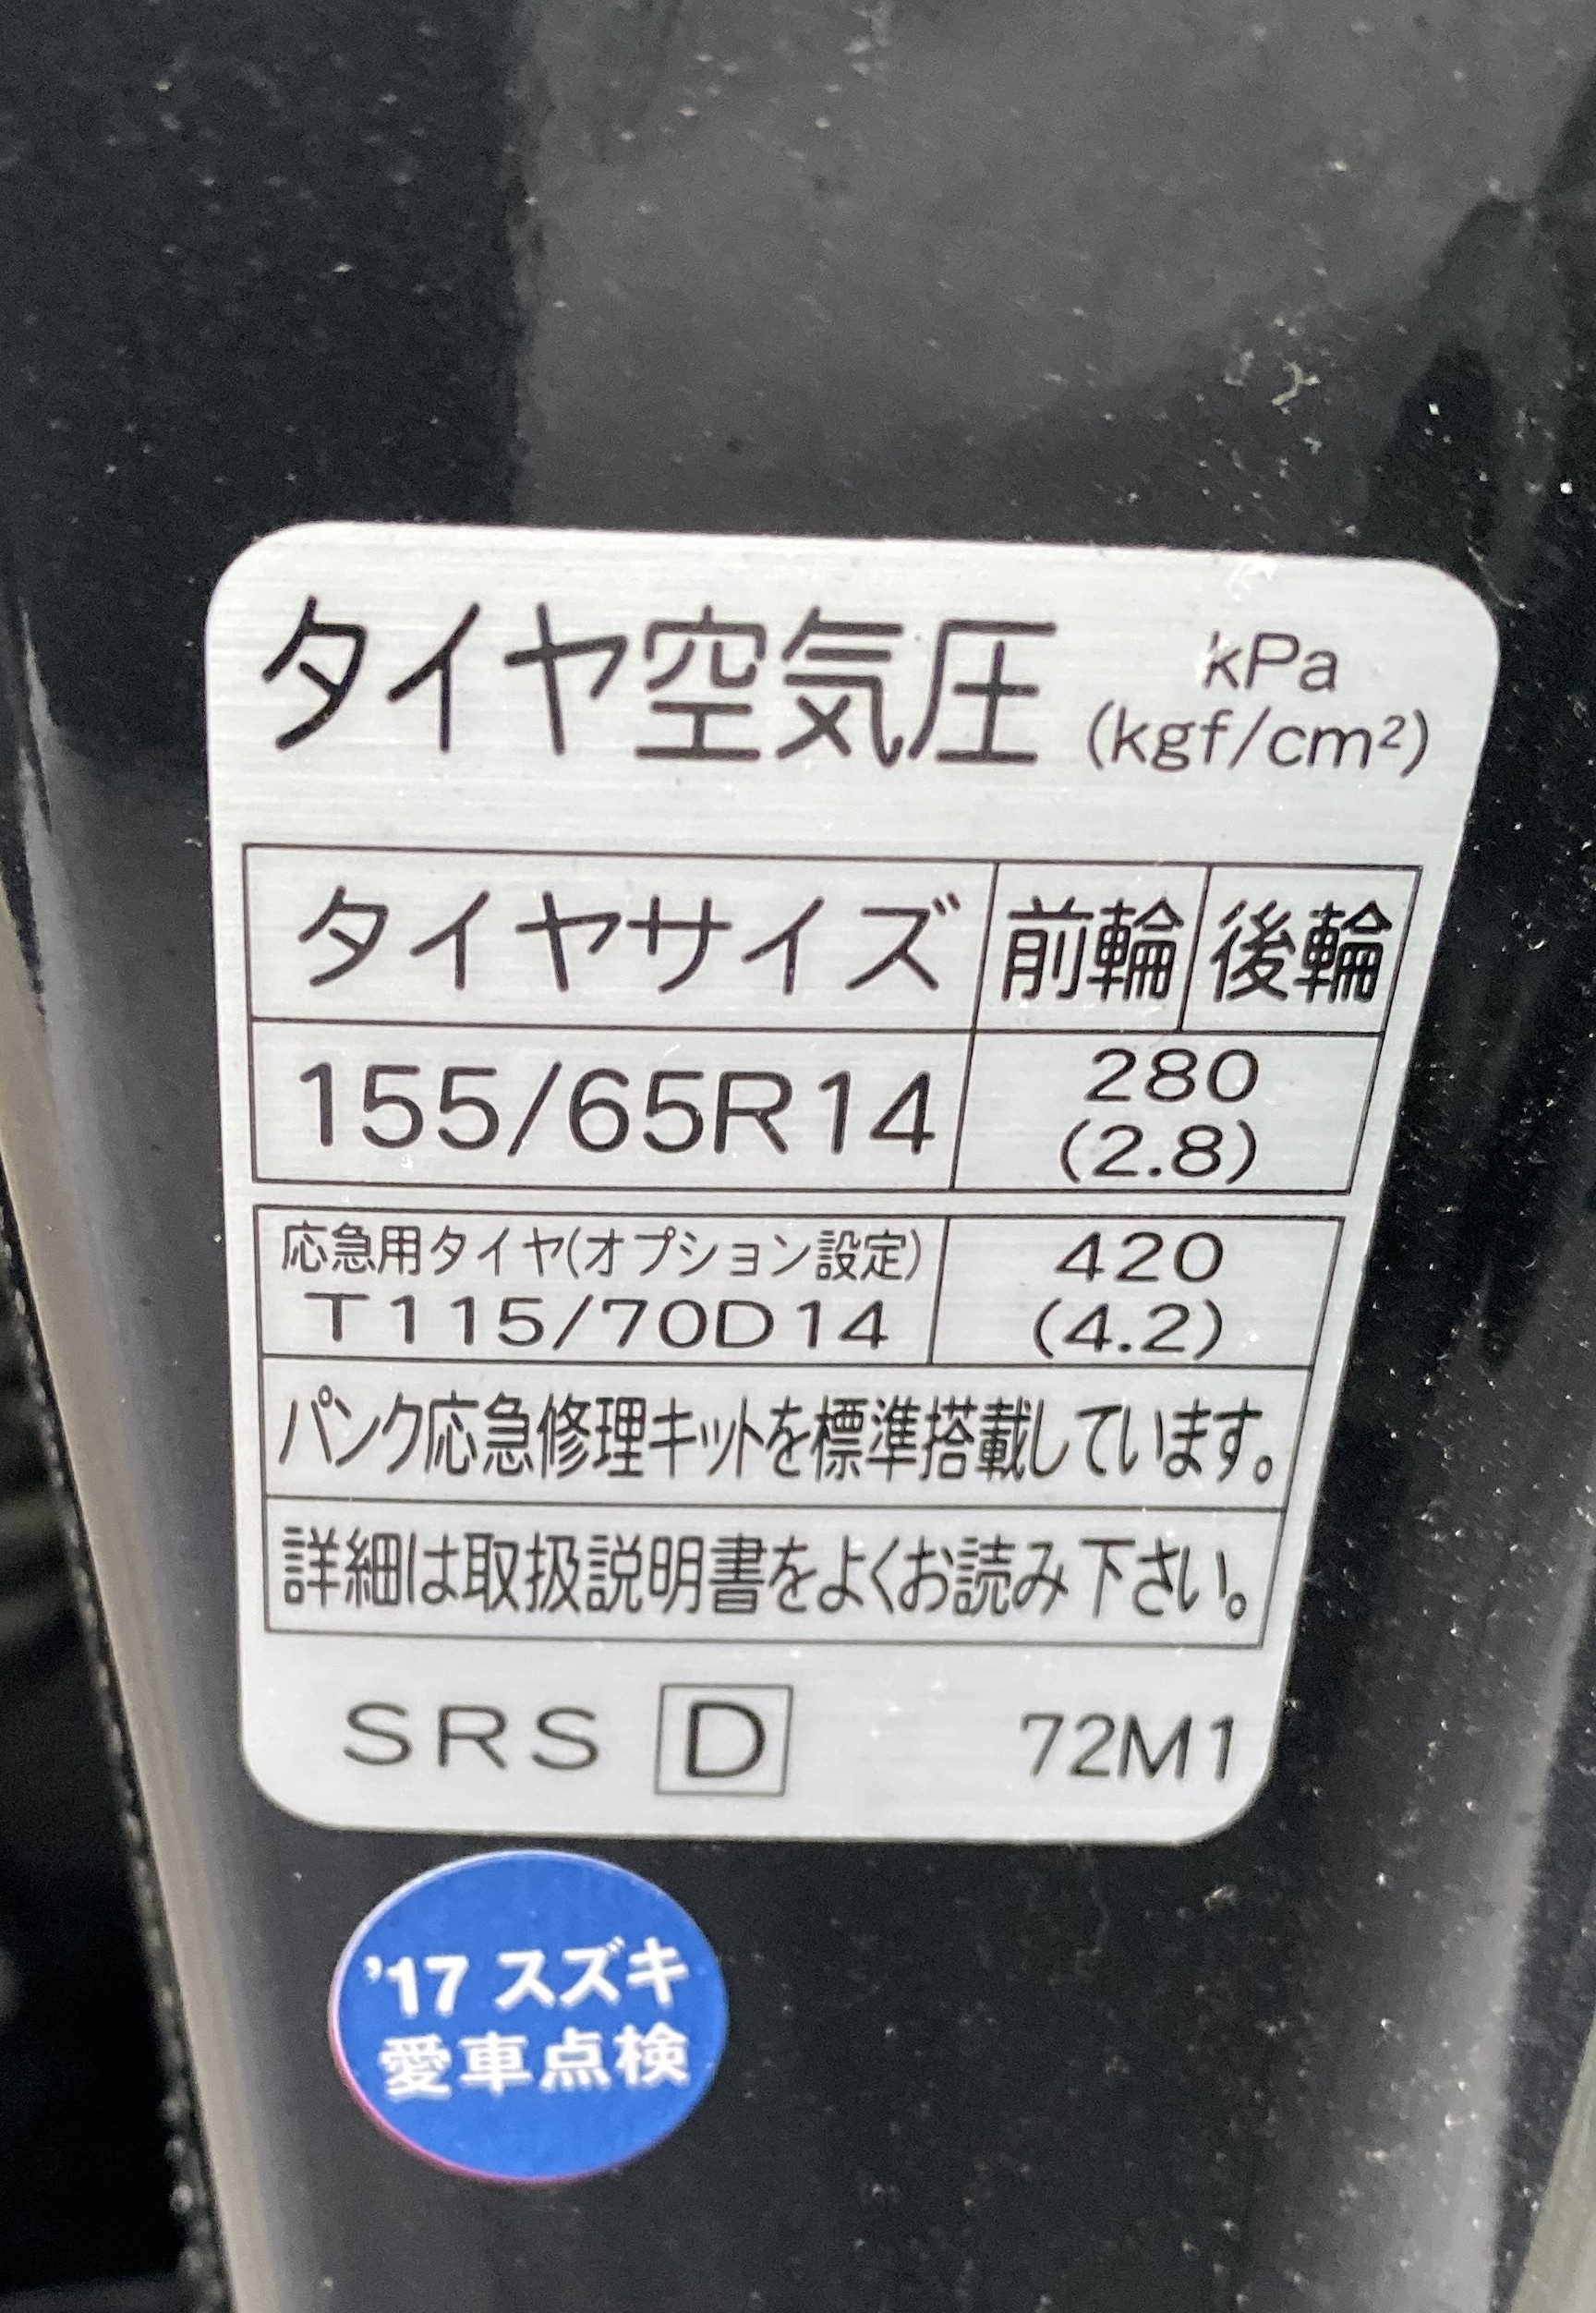 タイヤ空気圧 kPa
(kgf/cm²)
タイヤサイズ 前輪 後輪
155/65R14 280
(2.8)
応急用タイヤ(オプション設定) 420
T115/70D14 (4.2)
パンク応急修理キットを標準搭載しています。
詳細は取扱説明書をよくお読み下さい。
SRS D 72M1
'17 スズキ
愛車点検